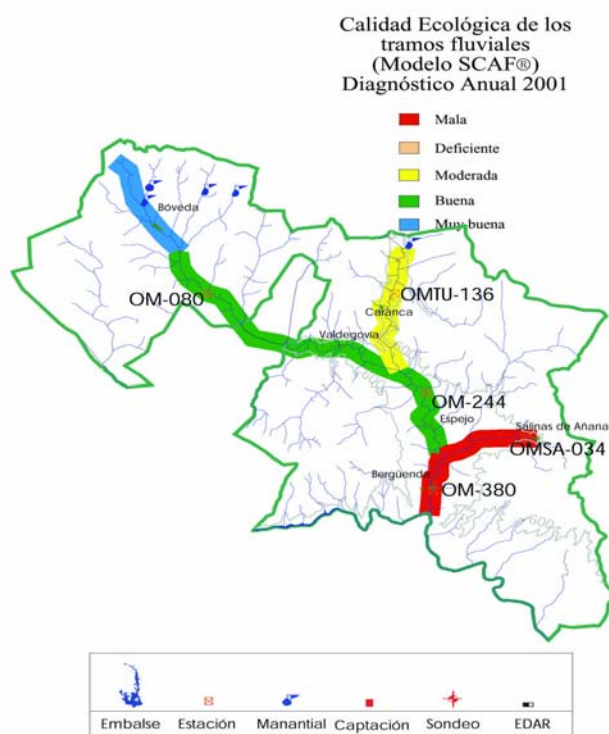 Calidad Ecológica de los
tramos fluviales
(Modelo SCAF®)
Diagnóstico Anual 2001
Mala
Deficiente
Moderada
Buena
Muy buena
Bóveda
OM-080
OMTU-136
Caranca
Valdegovia
OM-244
Espejo
Salinas de Añana
OMSA-034
Bergüenda
OM-380
Embalse
Estación
Manantial
Captación
Sondeo
EDAR